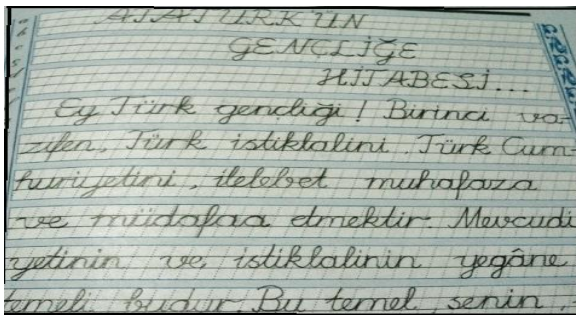 ATATÜRK'ÜN
GENÇLİĞE
HİTABESİ...
Ey Türk gençliği! Birinci va-
zifen, Türk istiklalini, Türk Cum-
huriyetini, ilelebet muhafaza
ve müdafaa etmektir. Mevcudi
yetinin ve istiklalinin yegâne
temeli budur. Bu temel, senin,